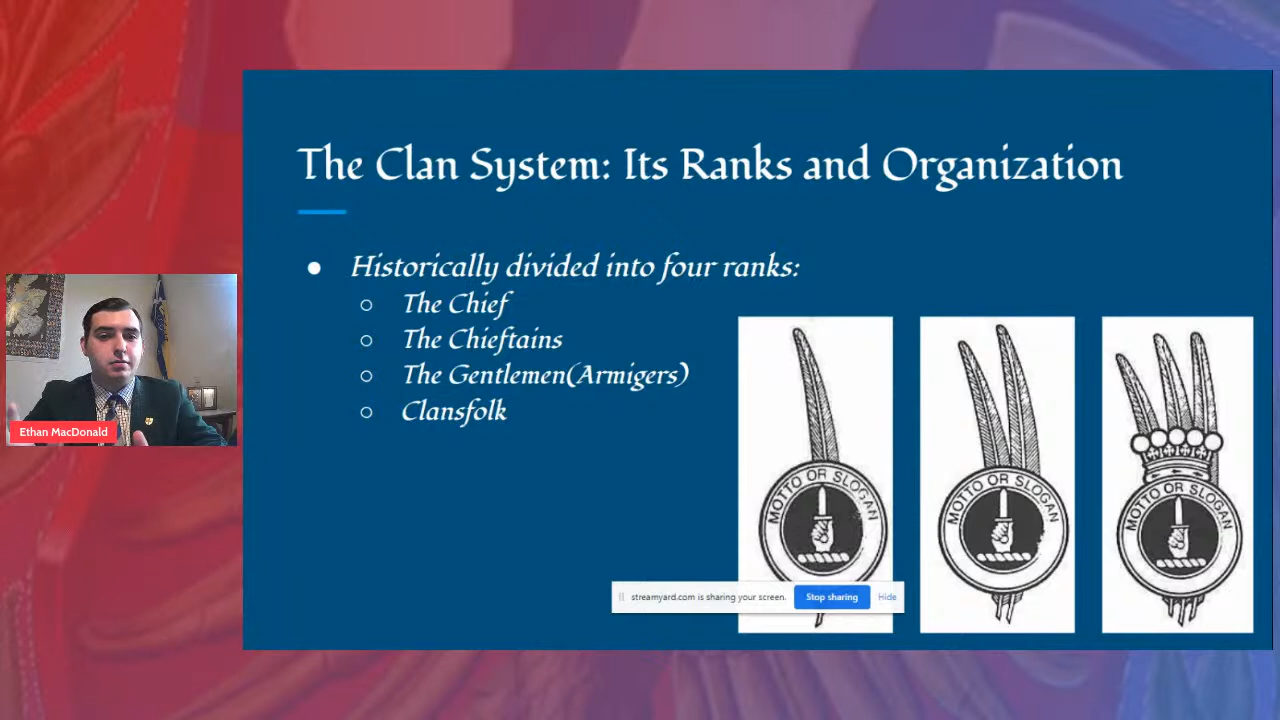 The Clan System: Its Ranks and Organization
Historically divided into four ranks:
The Chief
The Chieftains
The Gentlemen(Armigers)
Clansfolk
MOTTO OR SLOGAN
MOTTO OR SLOGAN
MOTTO OR SLOGAN
Ethan MacDonald
streamyard.com is sharing your screen. Stop sharing Hide